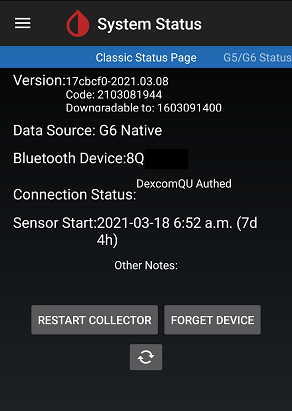 System Status
Classic Status Page
G5/G6 Status
Version:17cbcf0-2021.03.08
Code: 2103081944
Downgradable to: 1603091400
Data Source: G6 Native
Bluetooth Device:8Q
DexcomQU Authed
Connection Status:
Sensor Start:2021-03-18 6:52 a.m. (7d
4h)
Other Notes:
RESTART COLLECTOR
FORGET DEVICE